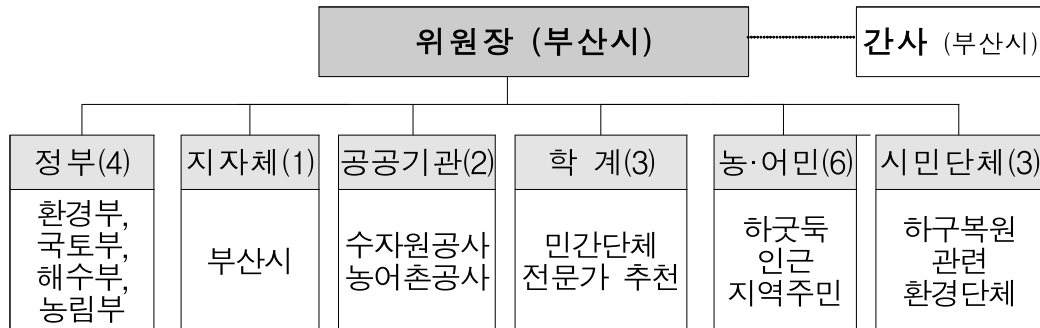 위원장 (부산시)
간사 (부산시)
정부(4)
환경부,
국토부,
해수부,
농림부
지자체(1)
부산시
공공기관(2)
수자원공사
농어촌공사
학 계(3)
민간단체
전문가 추천
농·어민(6)
하굿둑
인근
지역주민
시민단체(3)
하구복원
관련
환경단체